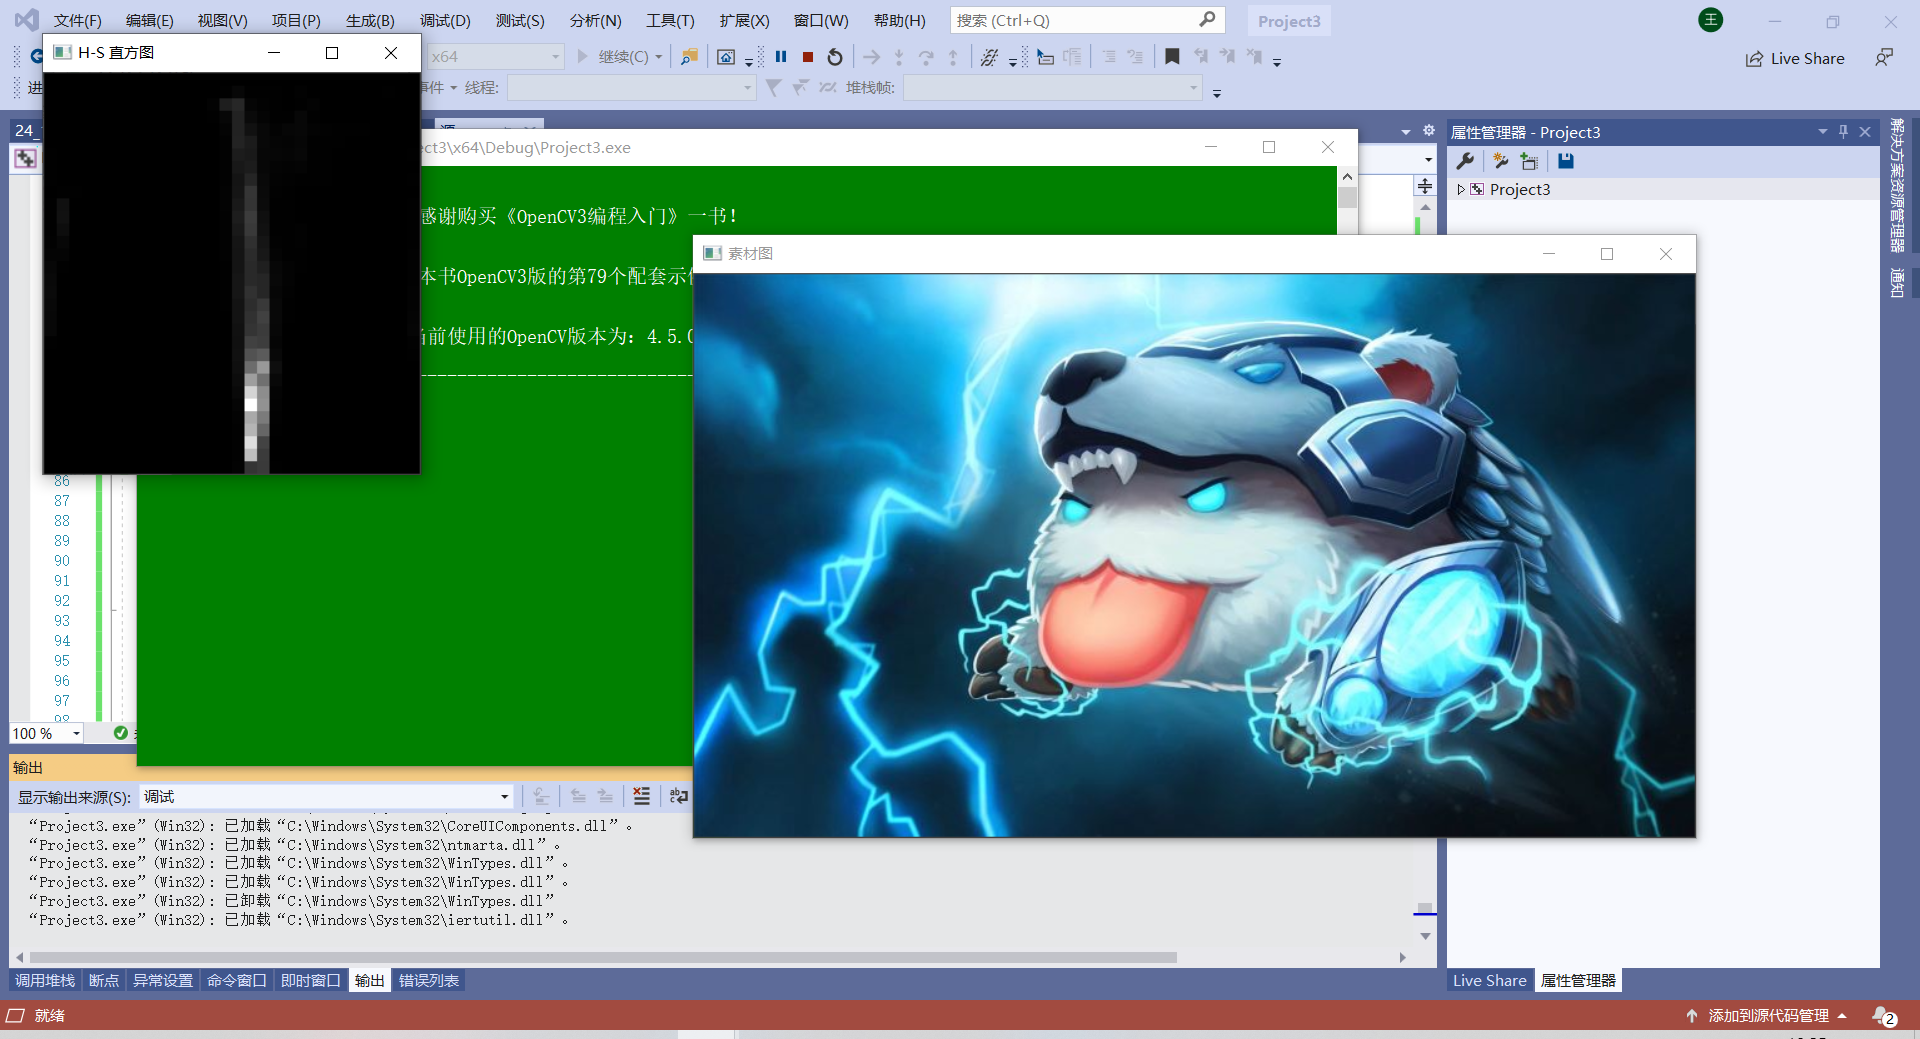 文件(F) 编辑(E) 视图(V) 项目(P) 生成(B) 调试(D) 测试(S) 分析(N) 工具(T) 扩展(X) 窗口(W) 帮助(H) 搜索 (Ctrl+Q) Project3 王
H-S 直方图
x64 继续(C) Live Share
线程: 堆栈帧:
24_
ct3\x64\Debug\Project3.exe
感谢购买《OpenCV3编程入门》一书!
本书OpenCV3版的第79个配套示
当前使用的OpenCV版本为: 4.5.0
素材图
属性管理器 - Project3
Project3
解决方案资源管理器
通知
86
87
88
89
90
91
92
93
94
95
96
97
98
100 %
输出
显示输出来源(S): 调试
“Project3.exe”(Win32): 已加载“C:\Windows\System32\CoreUIComponents.dll”。
“Project3.exe”(Win32): 已加载“C:\Windows\System32\ntmarta.dll”。
“Project3.exe”(Win32): 已加载“C:\Windows\System32\WinTypes.dll”。
“Project3.exe”(Win32): 已加载“C:\Windows\System32\WinTypes.dll”。
“Project3.exe”(Win32): 已卸载“C:\Windows\System32\WinTypes.dll”
“Project3.exe”(Win32): 已加载“C:\Windows\System32\iertutil.dll”。
调用堆栈 断点 异常设置 命令窗口 即时窗口 输出 错误列表
Live Share 属性管理器
就绪 添加到源代码管理 2